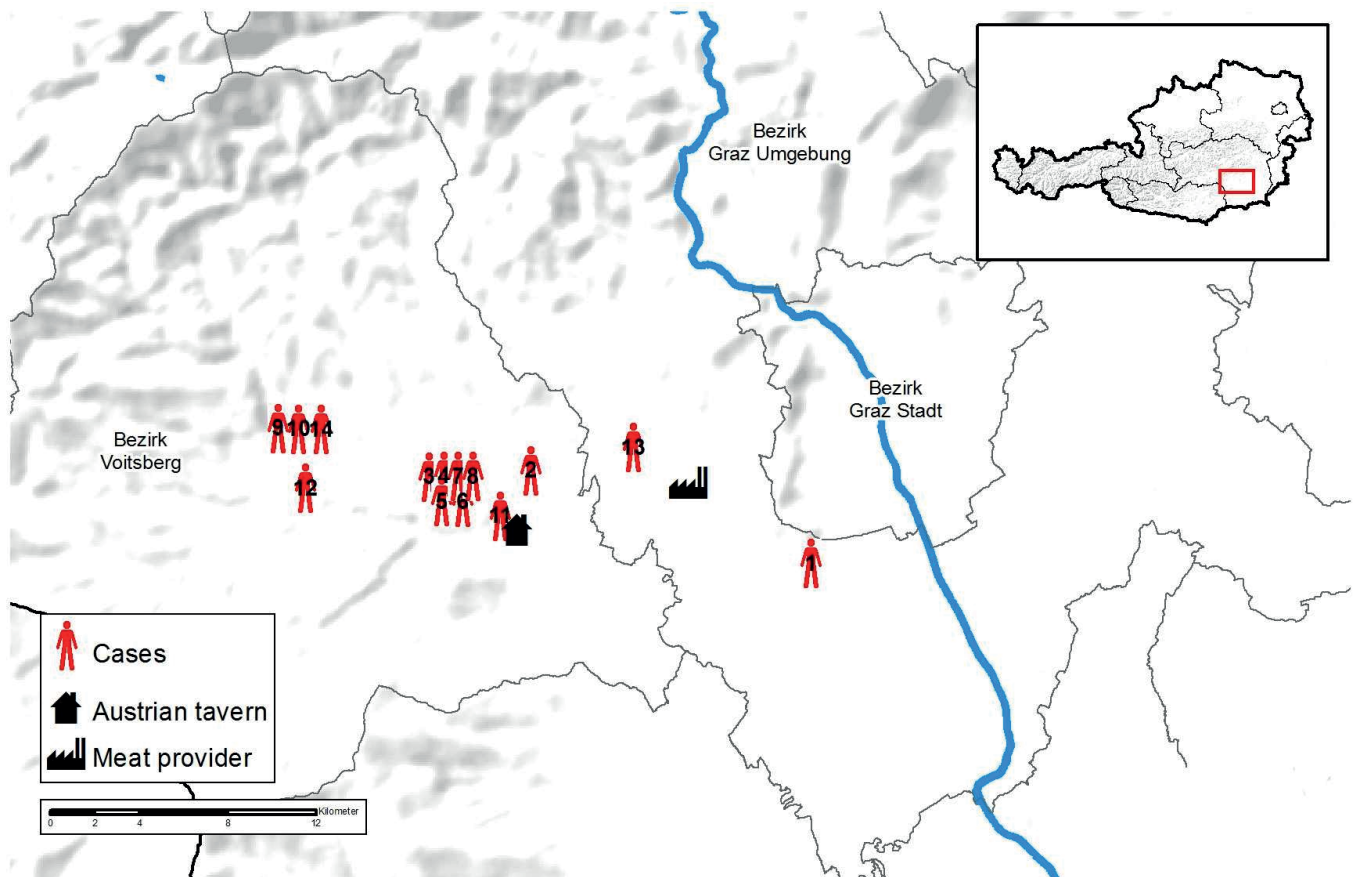 Bezirk
Graz Umgebung
Bezirk
Graz Stadt
Bezirk
Voitsberg
9 10 14
12
3 4 7 8
5 6
2
11
13
1
Cases
Austrian tavern
Meat provider
Kilometer
0 2 4 8 12